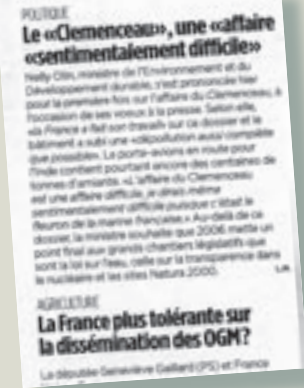 POLITIQUE
Le «Clemenceau», une «affaire
«sentimentalement difficile»
Nelly Olin, ministre de l'Environnement et du
Développement durable, s'est prononcée hier
pour la première fois sur l'affaire du Clemenceau, à
l'occasion de ses voeux à la presse. Selon elle,
«la France a fait son travail» sur ce dossier et le
bâtiment a subi une «dépollution aussi complète
que possible». Le porte-avions en route pour
l'Inde contient pourtant encore des centaines de
tonnes d'amiante. «L'affaire du Clemenceau
est une affaire difficile, je dirais même
sentimentalement difficile puisque c'était le
fleuron de la marine française.» Au-delà de ce
dossier, la ministre souhaite que 2006 mette un
point final aux grands chantiers législatifs que
sont la loi sur l'eau, celle sur la transparence dans
le nucléaire et les sites Natura 2000.
AGRICULTURE
La France plus tolérante sur
la dissémination des OGM?
La députée Geneviève Gaillard (PS) et France